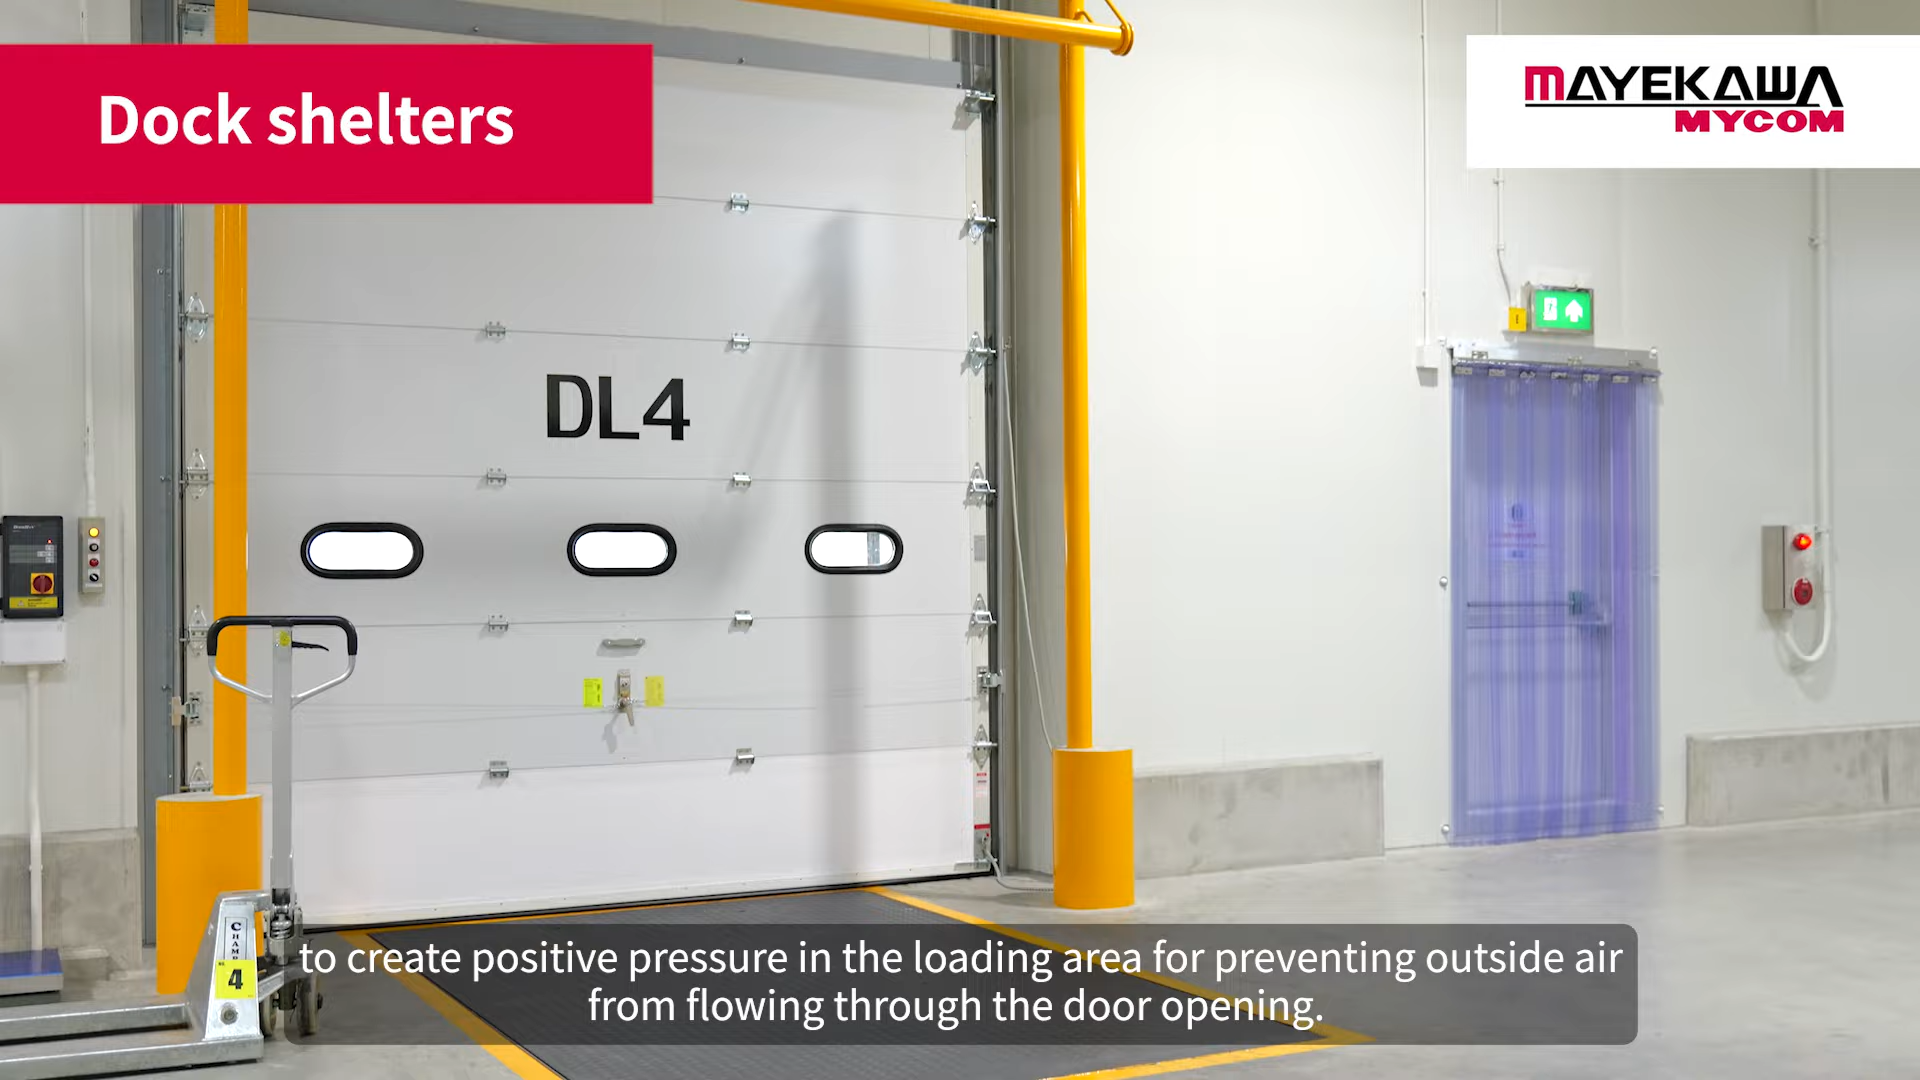 Dock shelters
MAYEKAWA
MYCOM
DL4
CHAMP
4
to create positive pressure in the loading area for preventing outside air
from flowing through the door opening.